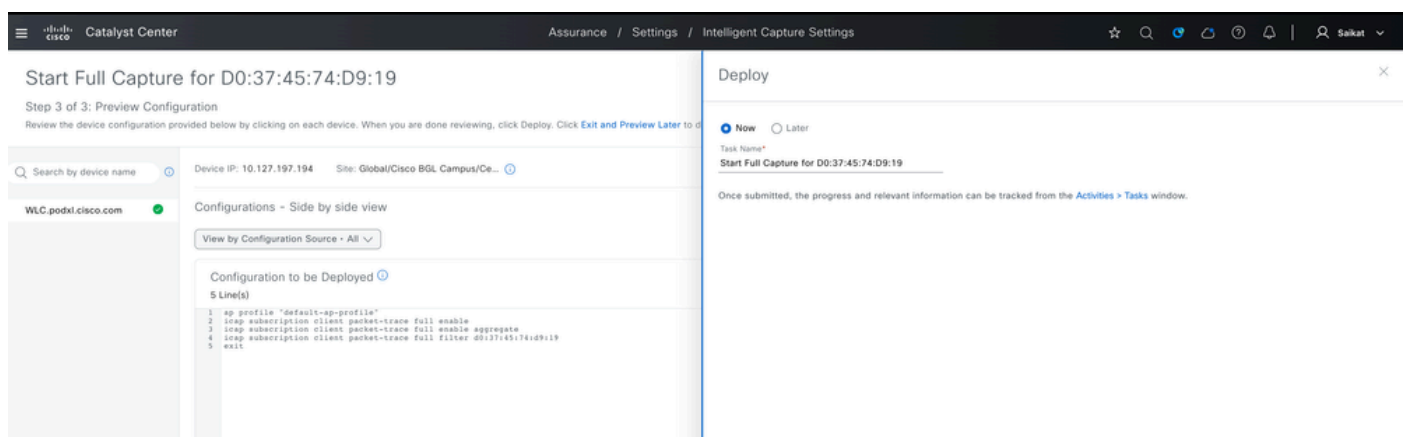 cisco Catalyst Center
Assurance / Settings / Intelligent Capture Settings
Saikat
Start Full Capture for D0:37:45:74:D9:19
Step 3 of 3: Preview Configuration
Review the device configuration provided below by clicking on each device. When you are done reviewing, click Deploy. Click Exit and Preview Later to d
Search by device name
WLC.podxl.cisco.com
Device IP: 10.127.197.194 Site: Global/Cisco BGL Campus/Ce...
Configurations - Side by side view
View by Configuration Source • All
Configuration to be Deployed
5 Line(s)
1 ap profile "default-ap-profile"
2 icap subscription client packet-trace full enable
3 icap subscription client packet-trace full enable aggregate
4 icap subscription client packet-trace full filter d0:37:45:74:d9:19
5 exit
Deploy
Now Later
Task Name*
Start Full Capture for D0:37:45:74:D9:19
Once submitted, the progress and relevant information can be tracked from the Activities > Tasks window.